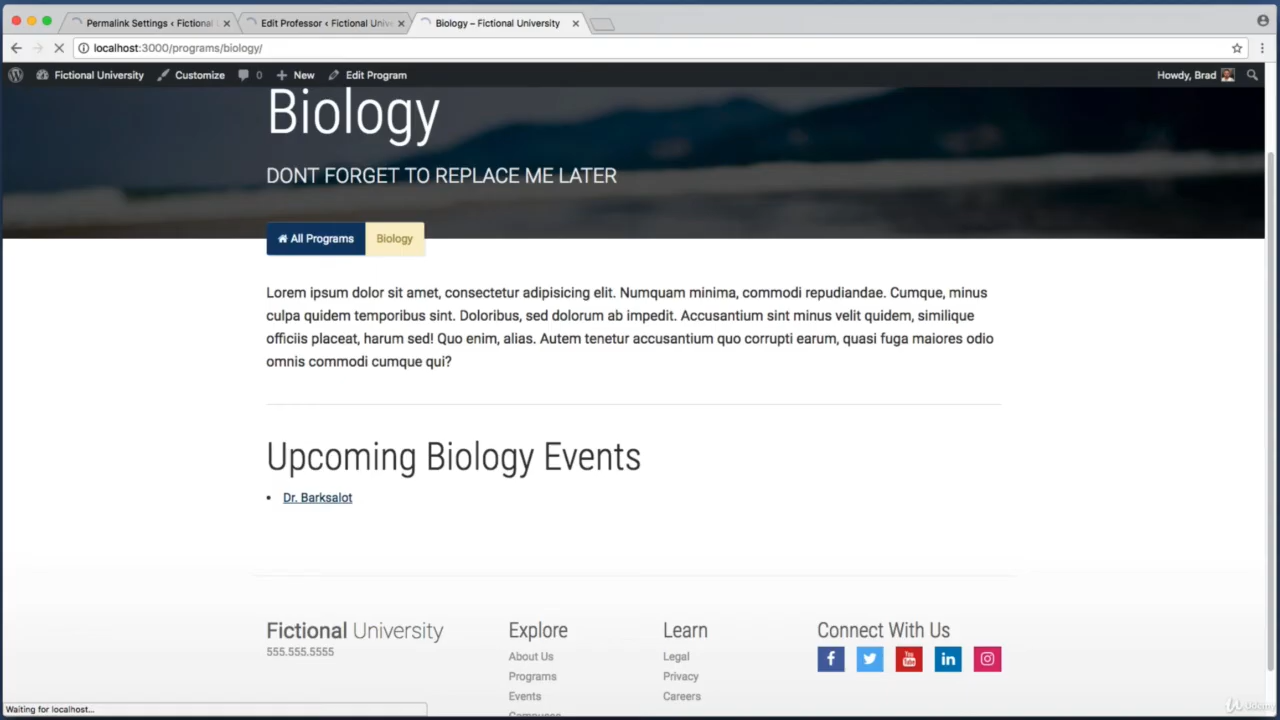 Permalink Settings ‹ Fictional
Edit Professor ‹ Fictional Unive
Biology – Fictional University
localhost:3000/programs/biology/
Fictional University
Customize
0
New
Edit Program
Howdy, Brad
Biology
DONT FORGET TO REPLACE ME LATER
All Programs
Biology
Lorem ipsum dolor sit amet, consectetur adipisicing elit. Numquam minima, commodi repudiandae. Cumque, minus
culpa quidem temporibus sint. Doloribus, sed dolorum ab impedit. Accusantium sint minus velit quidem, similique
officiis placeat, harum sed! Quo enim, alias. Autem tenetur accusantium quo corrupti earum, quasi fuga maiores odio
omnis commodi cumque qui?
Upcoming Biology Events
• Dr. Barksalot
Fictional University
555.555.5555
Explore
About Us
Programs
Events
Campuses
Learn
Legal
Privacy
Careers
Connect With Us
You Tube
Waiting for localhost...
Udemy